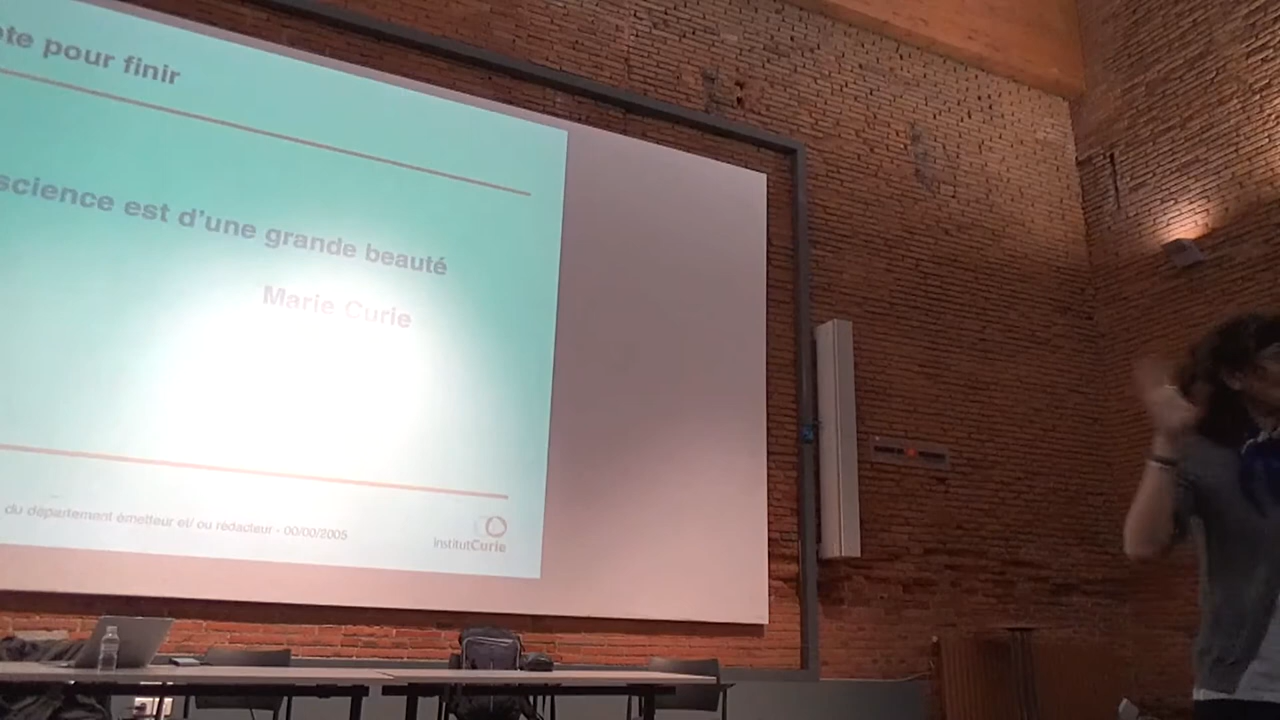 pour finir
science est d'une grande beauté
Marie Curie
du département émetteur et/ ou rédacteur - 00/00/2005
institutCurie